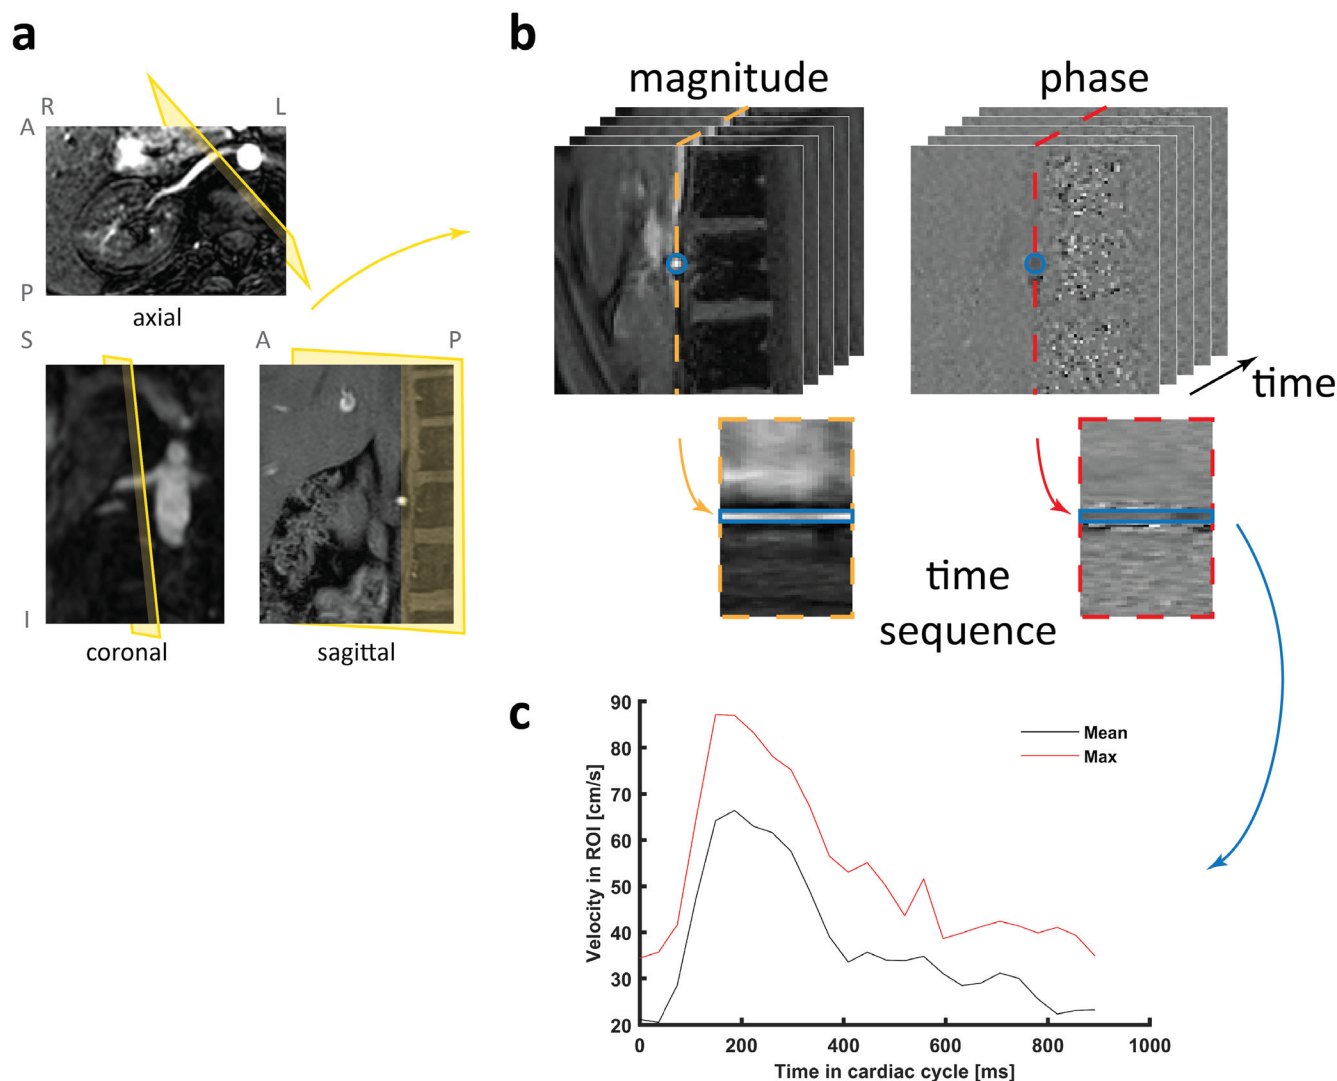 a
R L
A
P
axial
S
I
coronal
A P
sagittal
b
magnitude
phase
time
time
sequence
c
Velocity in ROI [cm/s]
90
80
70
60
50
40
30
20
0 200 400 600 800 1000
Time in cardiac cycle [ms]
Mean
Max